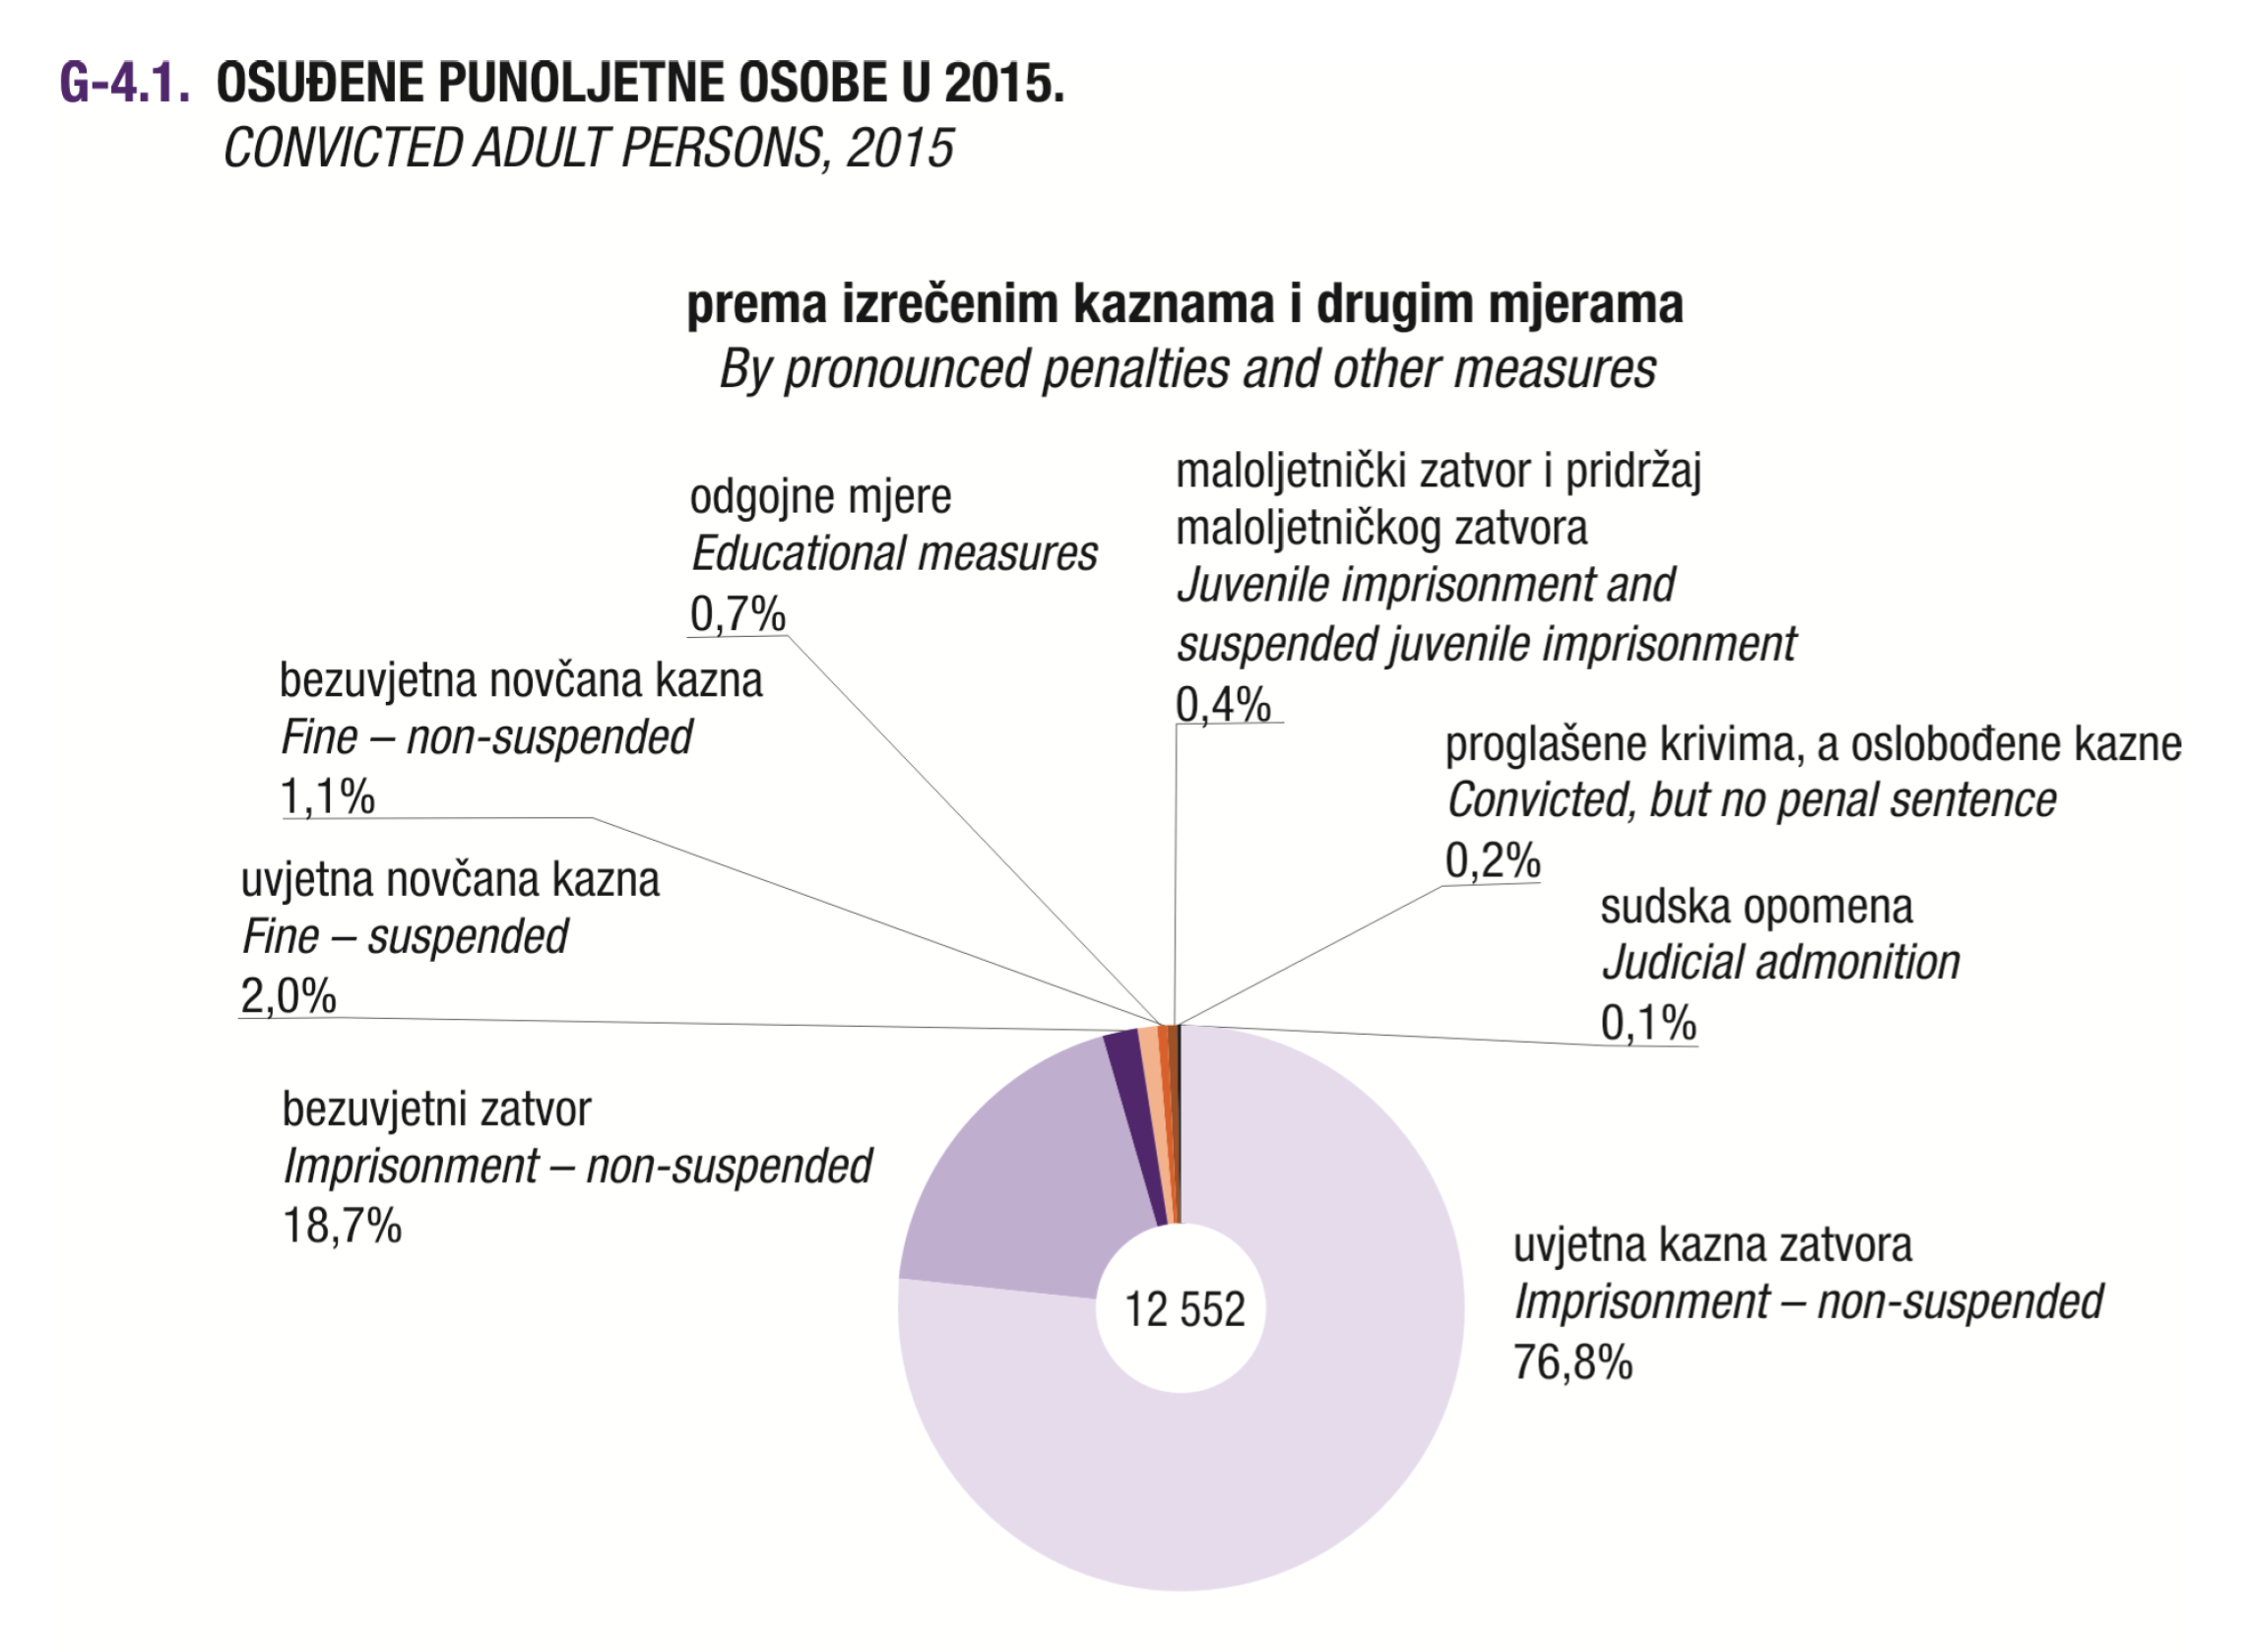 G-4.1. OSUĐENE PUNOLJETNE OSOBE U 2015.
CONVICTED ADULT PERSONS, 2015
prema izrečenim kaznama i drugim mjerama
By pronounced penalties and other measures
odgojne mjere
Educational measures
0,7%
maloljetnički zatvor i pridržaj
maloljetničkog zatvora
Juvenile imprisonment and
suspended juvenile imprisonment
0,4%
bezuvjetna novčana kazna
Fine – non-suspended
1,1%
proglašene krivima, a oslobođene kazne
Convicted, but no penal sentence
0,2%
uvjetna novčana kazna
Fine – suspended
2,0%
sudska opomena
Judicial admonition
0,1%
bezuvjetni zatvor
Imprisonment – non-suspended
18,7%
12 552
uvjetna kazna zatvora
Imprisonment – non-suspended
76,8%